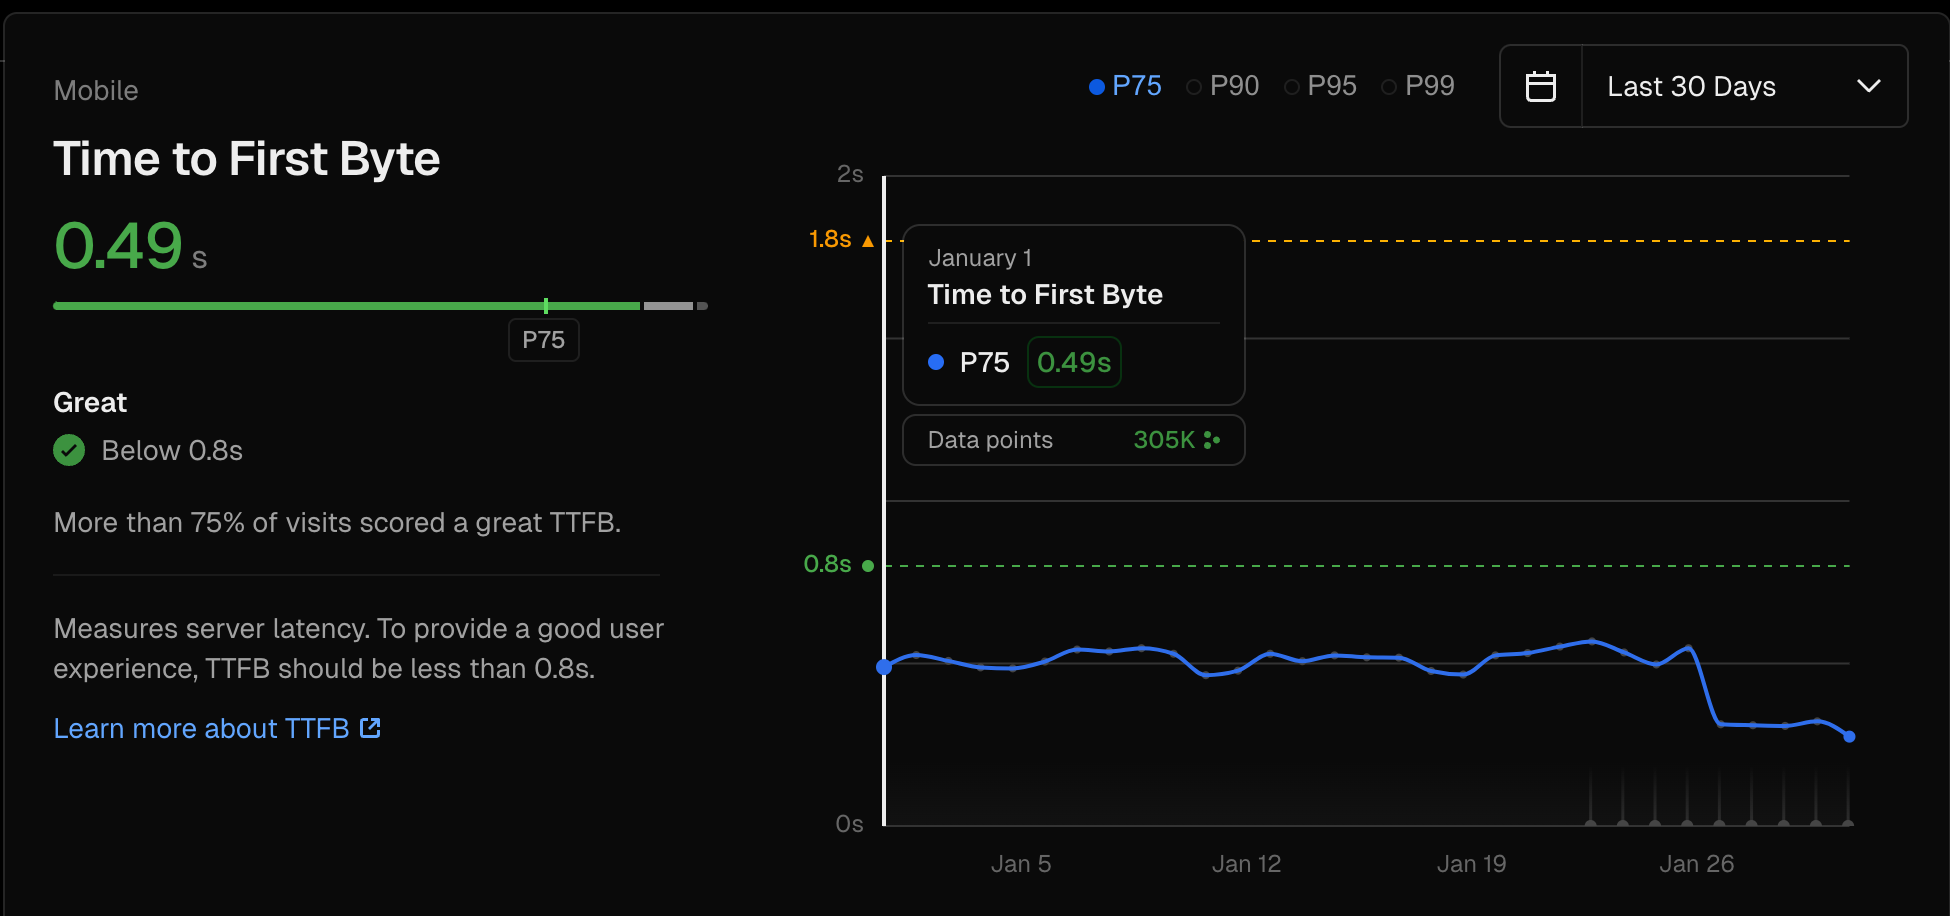 Mobile
Time to First Byte
0.49 s
P75
Great
Below 0.8s
More than 75% of visits scored a great TTFB.
Measures server latency. To provide a good user
experience, TTFB should be less than 0.8s.
Learn more about TTFB
P75 P90 P95 P99
Last 30 Days
2s
1.8s
January 1
Time to First Byte
P75 0.49s
Data points 305K
0.8s
0s
Jan 5 Jan 12 Jan 19 Jan 26